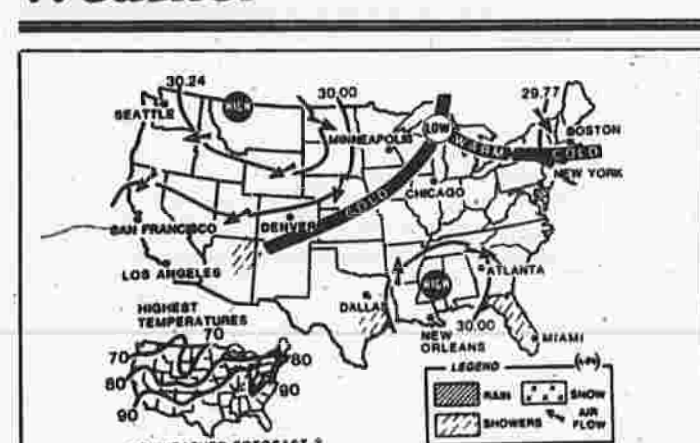 30.24
30.00
29.77
SEATTLE
HIGH
MINNEAPOLIS
LOW
WARM
BOSTON
COLD
NEW YORK
CHICAGO
COLD
SAN FRANCISCO
DENVER
LOS ANGELES
ATLANTA
HIGH
DALLAS
30.00
NEW
ORLEANS
MIAMI
HIGHEST
TEMPERATURES
70
70
80
80
90
90
LEGEND
RAIN
SNOW
SHOWERS
AIR
FLOW